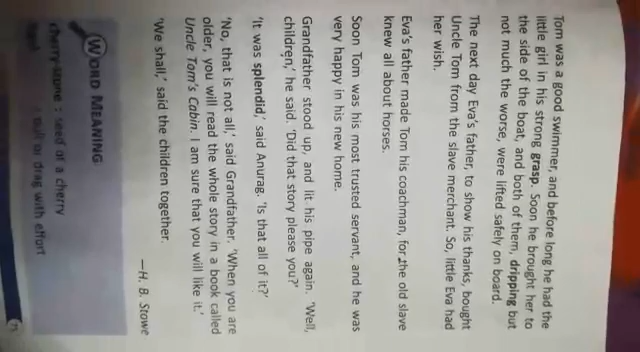 Tom was a good swimmer, and before long he had the
little girl in his strong grasp. Soon he brought her to
the side of the boat, and both of them, dripping but
not much the worse, were lifted safely on board.
The next day Eva's father, to show his thanks, bought
Uncle Tom from the slave merchant. So, little Eva had
her wish.
Eva's father made Tom his coachman, for the old slave
knew all about horses.
Soon Tom was his most trusted servant, and he was
very happy in his new home.
Grandfather stood up, and lit his pipe again. 'Well,
children,' he said. 'Did that story please you?'
'It was splendid,' said Anurag. 'Is that all of it?'
'No, that is not all,' said Grandfather. 'When you are
older, you will read the whole story in a book called
Uncle Tom's Cabin. I am sure that you will like it.'
'We shall,' said the children together.
—H. B. Stowe
WORD MEANING
cherry-stone : seed of a cherry
: pull or drag with effort